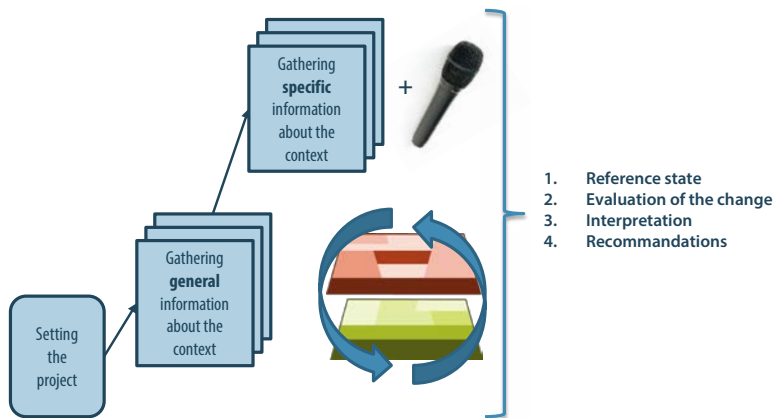 Gathering
specific
information
about the
context
+
Gathering
general
information
about the
context
Setting
the
project
1. Reference state
2. Evaluation of the change
3. Interpretation
4. Recommandations